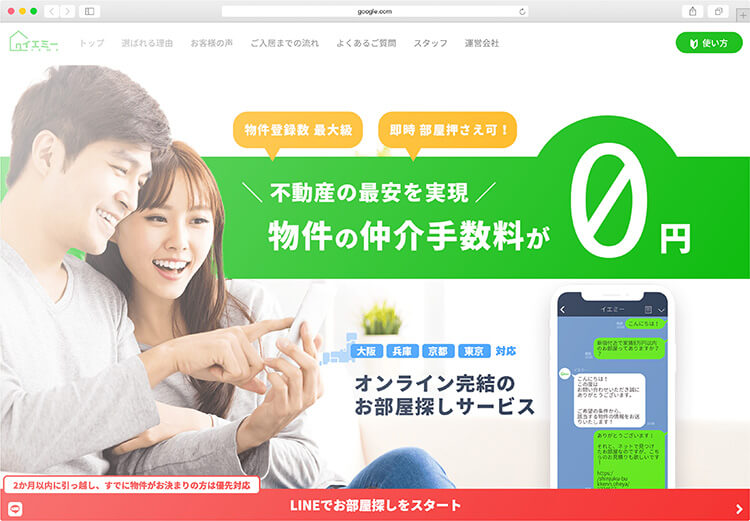 google.com
イエミー
トップ
選ばれる理由
お客様の声
ご入居までの流れ
よくあるご質問
スタッフ
運営会社
使い方
物件登録数 最大級
即時 部屋押さえ可！
不動産の最安を実現
物件の仲介手数料が
0円
大阪 兵庫 京都 東京 対応
オンライン完結の
お部屋探しサービス
イエミー
こんにちは！
新宿付近で家賃8万円以内
のお部屋ってありますか？
？
こんにちは！
この度は
お問い合わせいただき誠に
ありがとうございます。
ご希望の条件から、
該当する物件の情報をお送
りいたします！
ありがとうございます！
それと、ネットで見つけ
たお部屋なのですが、こち
らのお見積りも欲しいです
！
https:/
/shinjuku-bu
kkenn.oheya/
2か月以内に引っ越し、すでに物件がお決まりの方は優先対応
LINEでお部屋探しをスタート